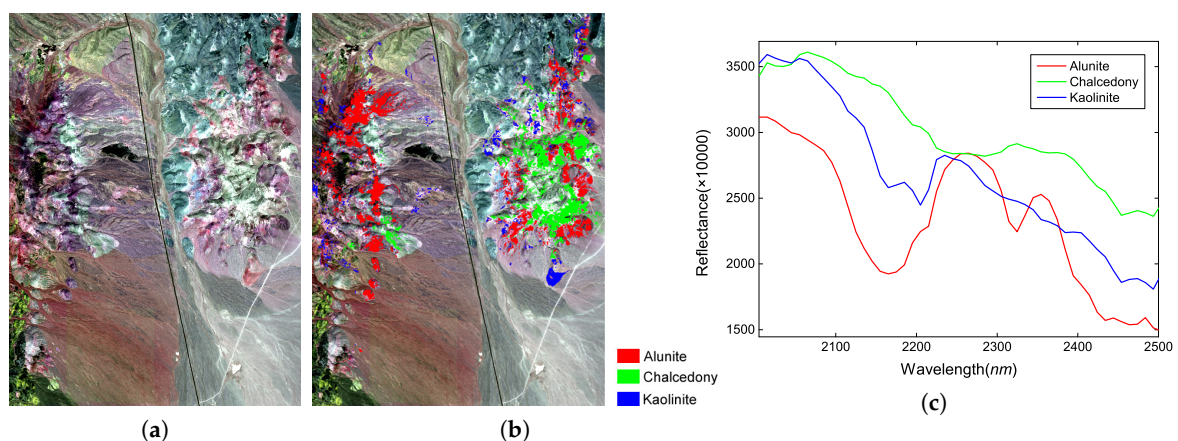 Alunite
Chalcedony
Kaolinite
(a)
(b)
Reflectance(×10000)
3500
3000
2500
2000
1500
Alunite
Chalcedony
Kaolinite
2100
2200
2300
2400
2500
Wavelength(nm)
(c)